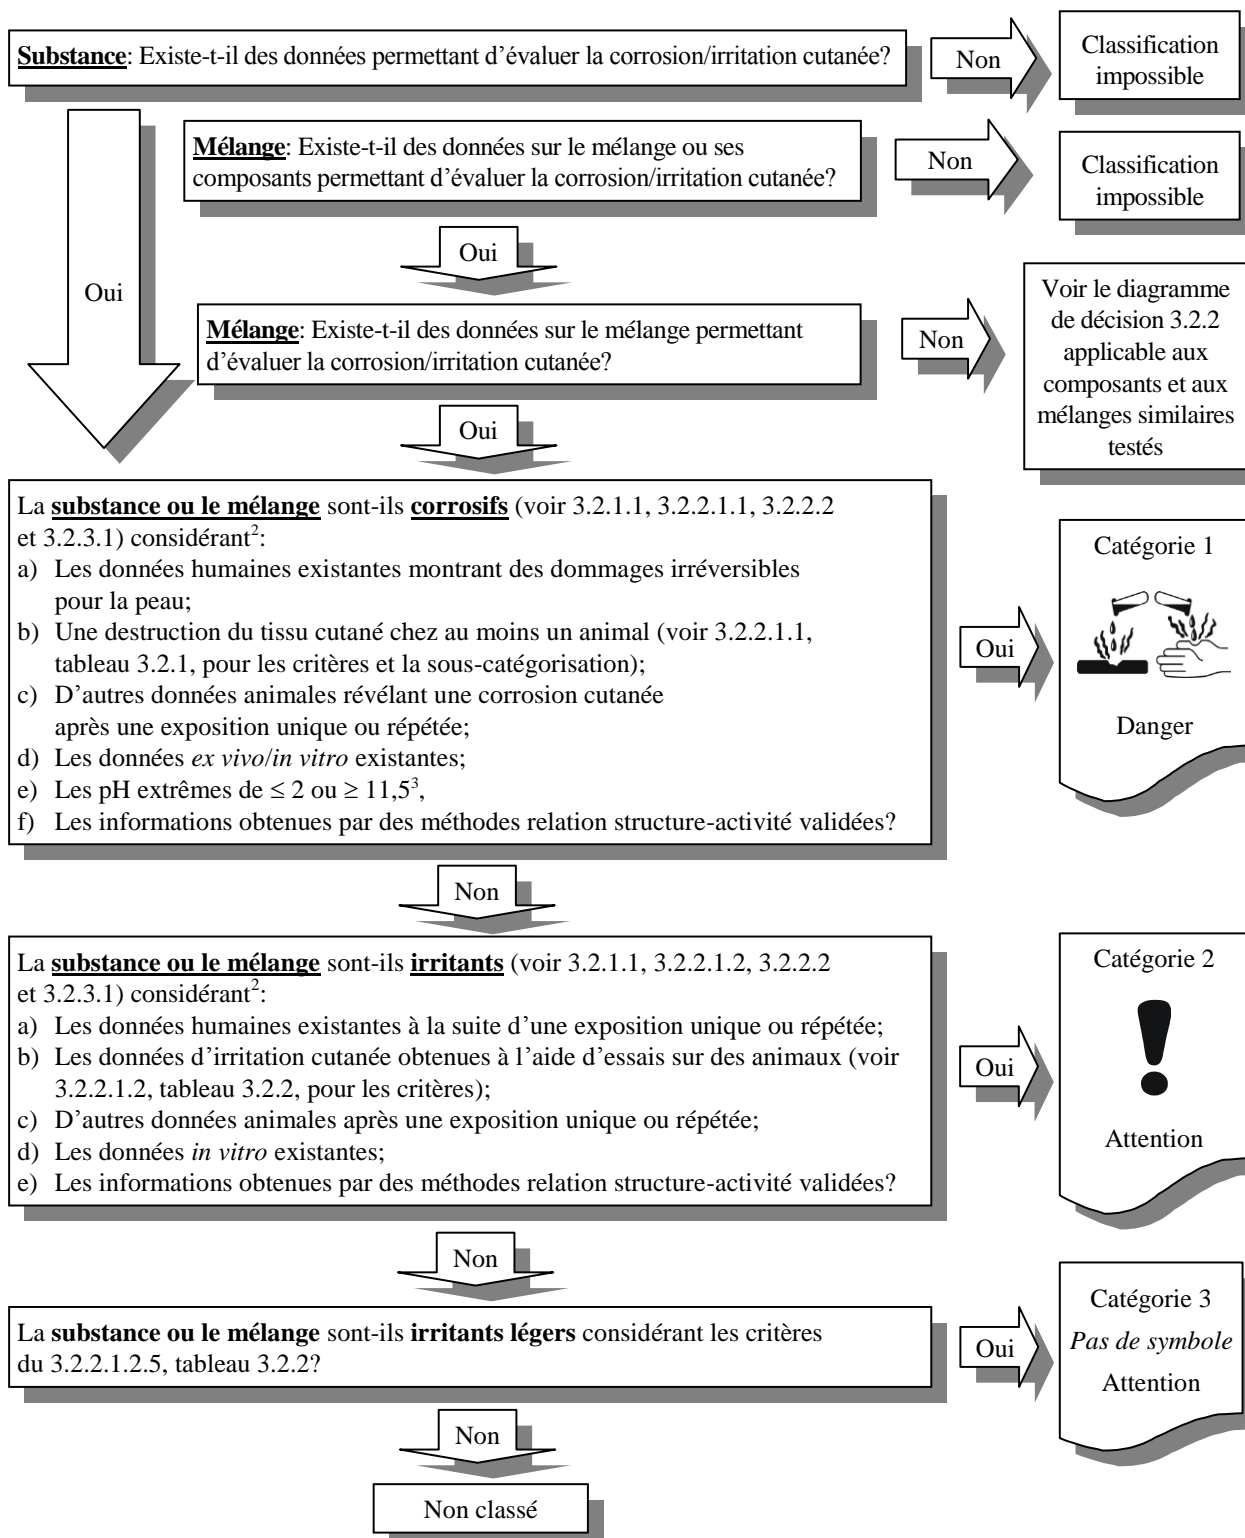 Substance: Existe-t-il des données permettant d'évaluer la corrosion/irritation cutanée?
Non
Classification
impossible
Mélange: Existe-t-il des données sur le mélange ou ses
composants permettant d'évaluer la corrosion/irritation cutanée?
Non
Classification
impossible
Oui
Oui
Mélange: Existe-t-il des données sur le mélange permettant
d'évaluer la corrosion/irritation cutanée?
Non
Voir le diagramme
de décision 3.2.2
applicable aux
composants et aux
mélanges similaires
testés
Oui
La substance ou le mélange sont-ils corrosifs (voir 3.2.1.1, 3.2.2.1.1, 3.2.2.2
et 3.2.3.1) considérant²:
a) Les données humaines existantes montrant des dommages irréversibles
pour la peau;
b) Une destruction du tissu cutané chez au moins un animal (voir 3.2.2.1.1,
tableau 3.2.1, pour les critères et la sous-catégorisation);
c) D'autres données animales révélant une corrosion cutanée
après une exposition unique ou répétée;
d) Les données ex vivo/in vitro existantes;
e) Les pH extrêmes de ≤ 2 ou ≥ 11,5³,
f) Les informations obtenues par des méthodes relation structure-activité validées?
Oui
Catégorie 1
Danger
Non
La substance ou le mélange sont-ils irritants (voir 3.2.1.1, 3.2.2.1.2, 3.2.2.2
et 3.2.3.1) considérant²:
a) Les données humaines existantes à la suite d'une exposition unique ou répétée;
b) Les données d'irritation cutanée obtenues à l'aide d'essais sur des animaux (voir
3.2.2.1.2, tableau 3.2.2, pour les critères);
c) D'autres données animales après une exposition unique ou répétée;
d) Les données in vitro existantes;
e) Les informations obtenues par des méthodes relation structure-activité validées?
Oui
Catégorie 2
Attention
Non
La substance ou le mélange sont-ils irritants légers considérant les critères
du 3.2.2.1.2.5, tableau 3.2.2?
Oui
Catégorie 3
Pas de symbole
Attention
Non
Non classé